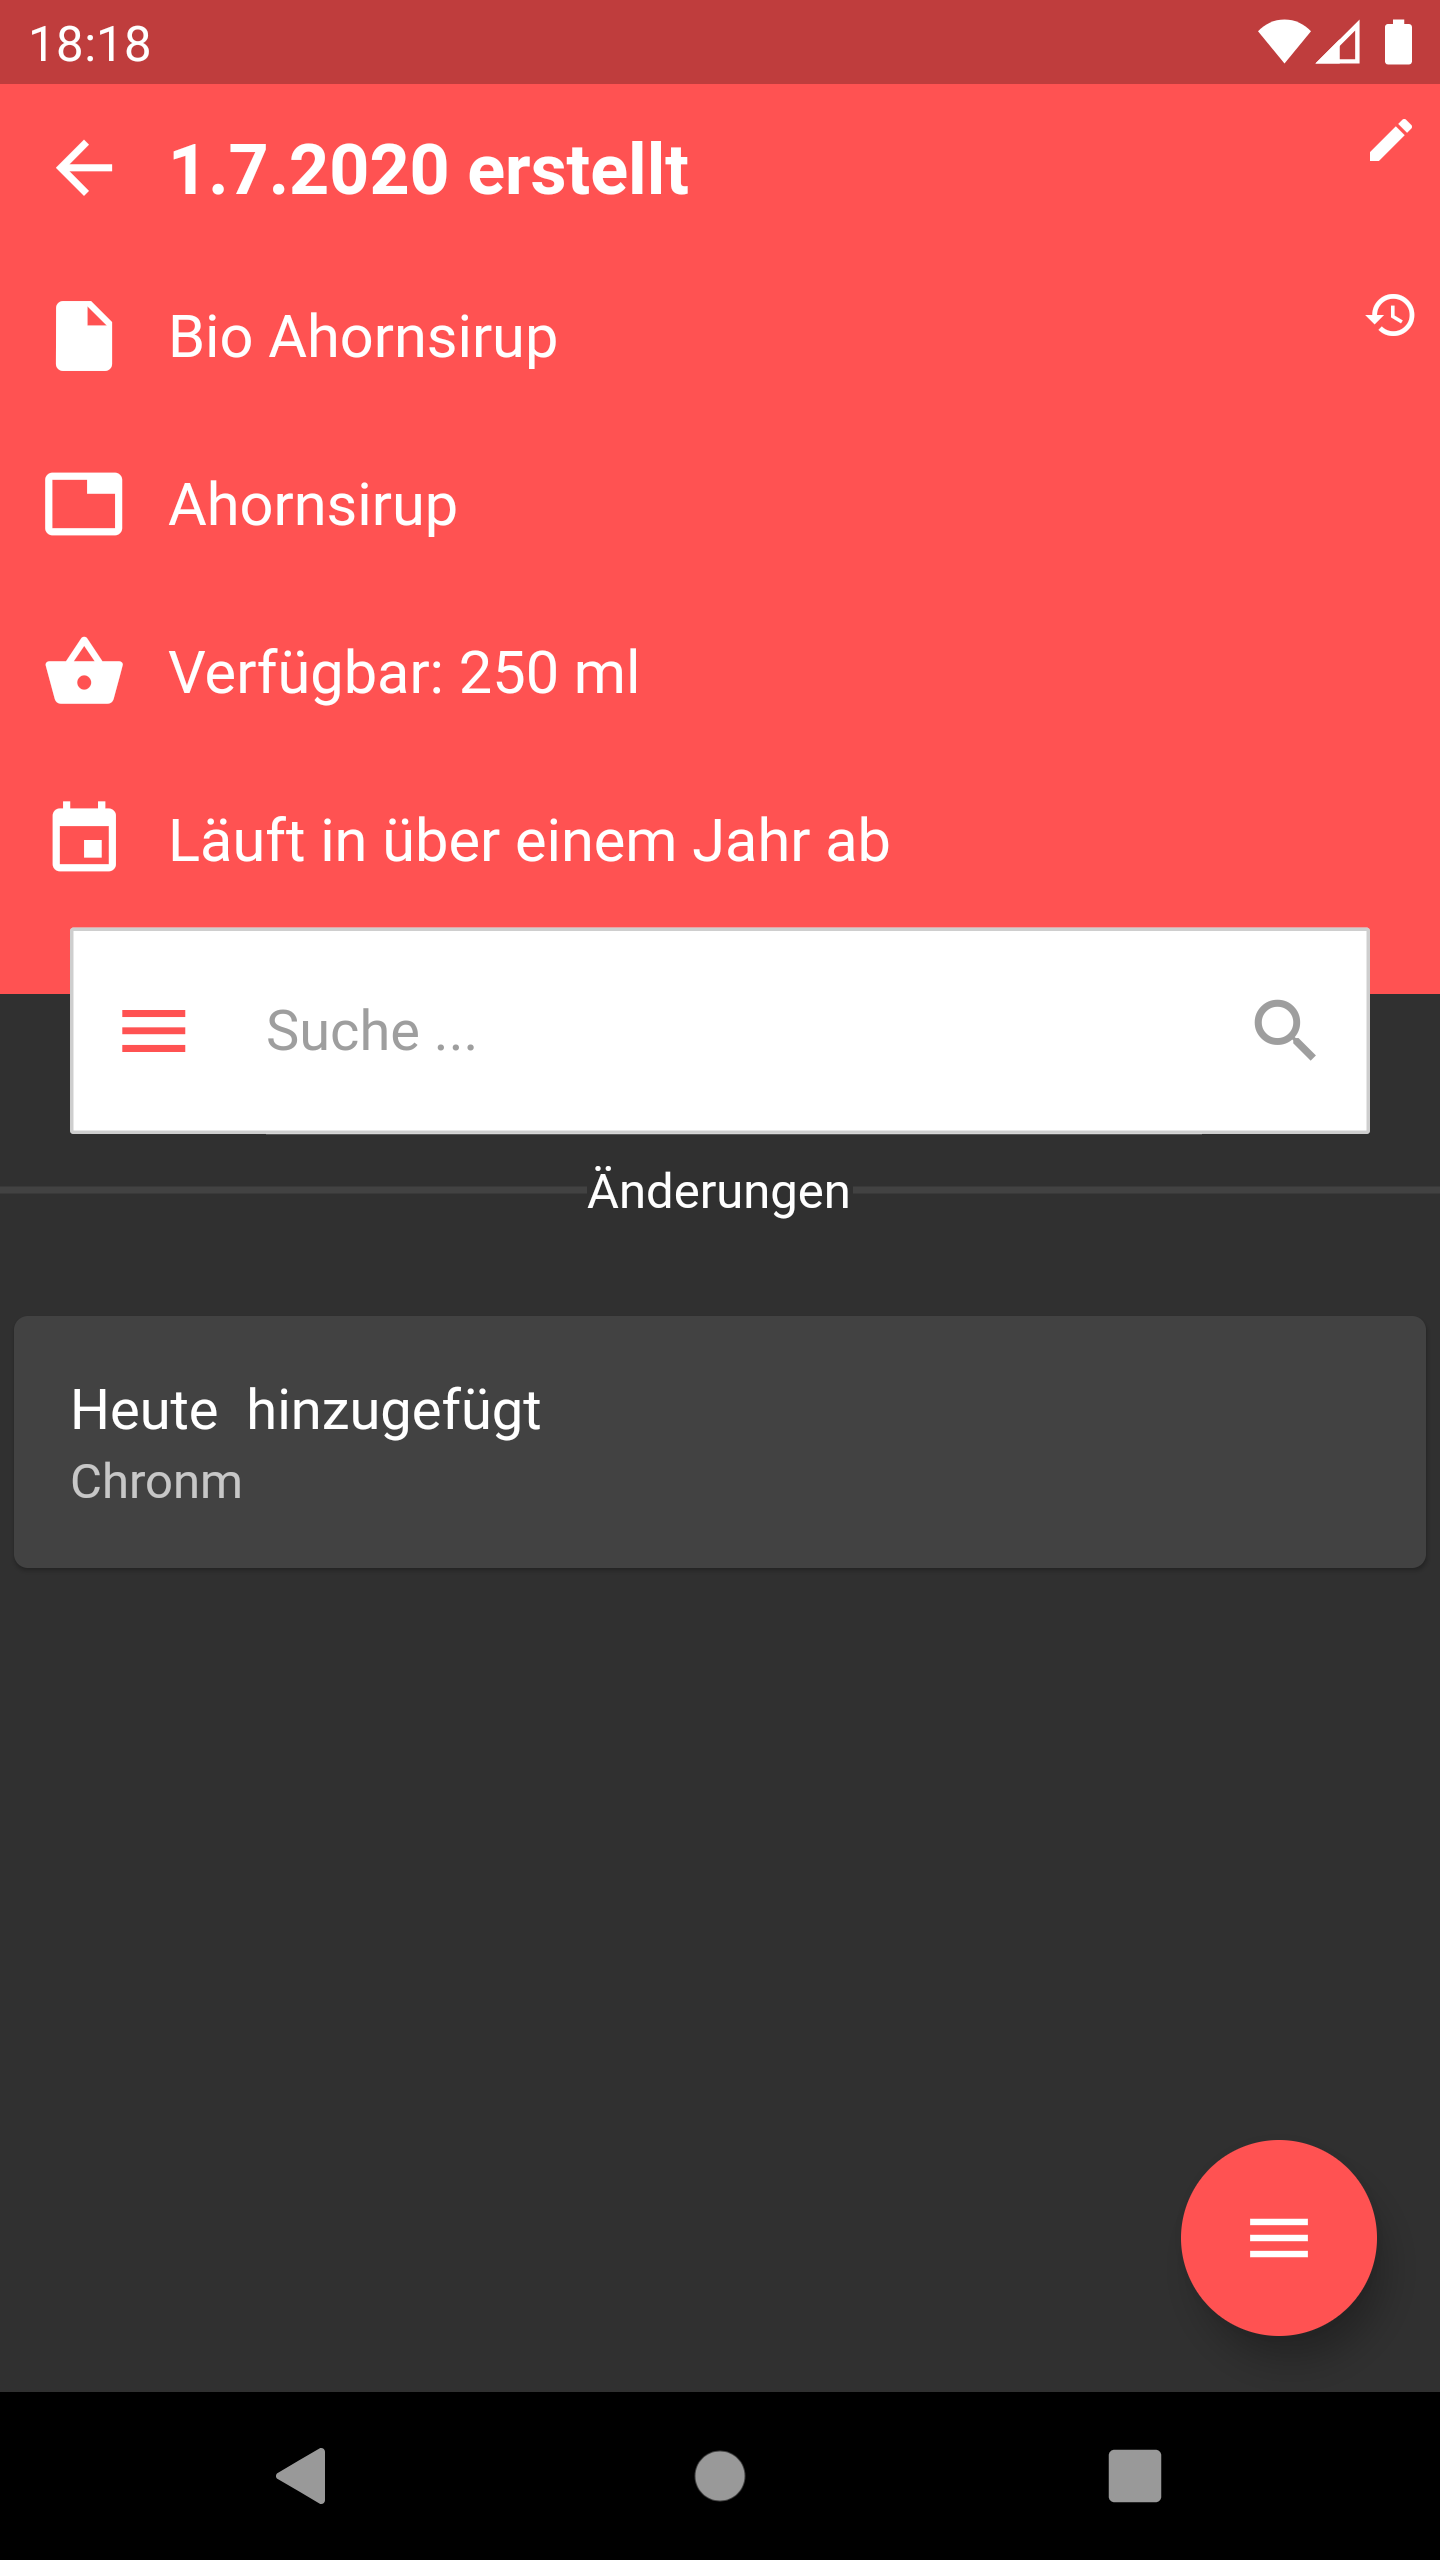 18:18
1.7.2020 erstellt
Bio Ahornsirup
Ahornsirup
Verfügbar: 250 ml
Läuft in über einem Jahr ab
Suche ...
Änderungen
Heute  hinzugefügt
Chronm